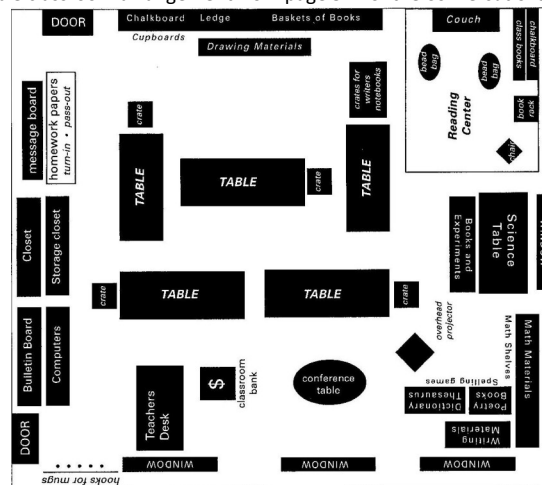 DOOR
Chalkboard Ledge Baskets of Books
Cupboards
Drawing Materials
Couch
bead bag
bead bag
chalkboard
class books
book rack
Reading Center
chair
message board
homework papers
turn-in • pass-out
crate
crates for writers notebooks
TABLE
TABLE
crate
TABLE
Closet
Storage closet
Books and Experiments
Science Table
crate
TABLE
TABLE
crate
overhead projector
Bulletin Board
Computers
Math Shelves
Math Materials
Teachers Desk
$
classroom bank
conference table
Spelling games
Dictionary Thesaurus
Poetry Books
Writing Materials
DOOR
WINDOW
WINDOW
WINDOW
hooks for mugs